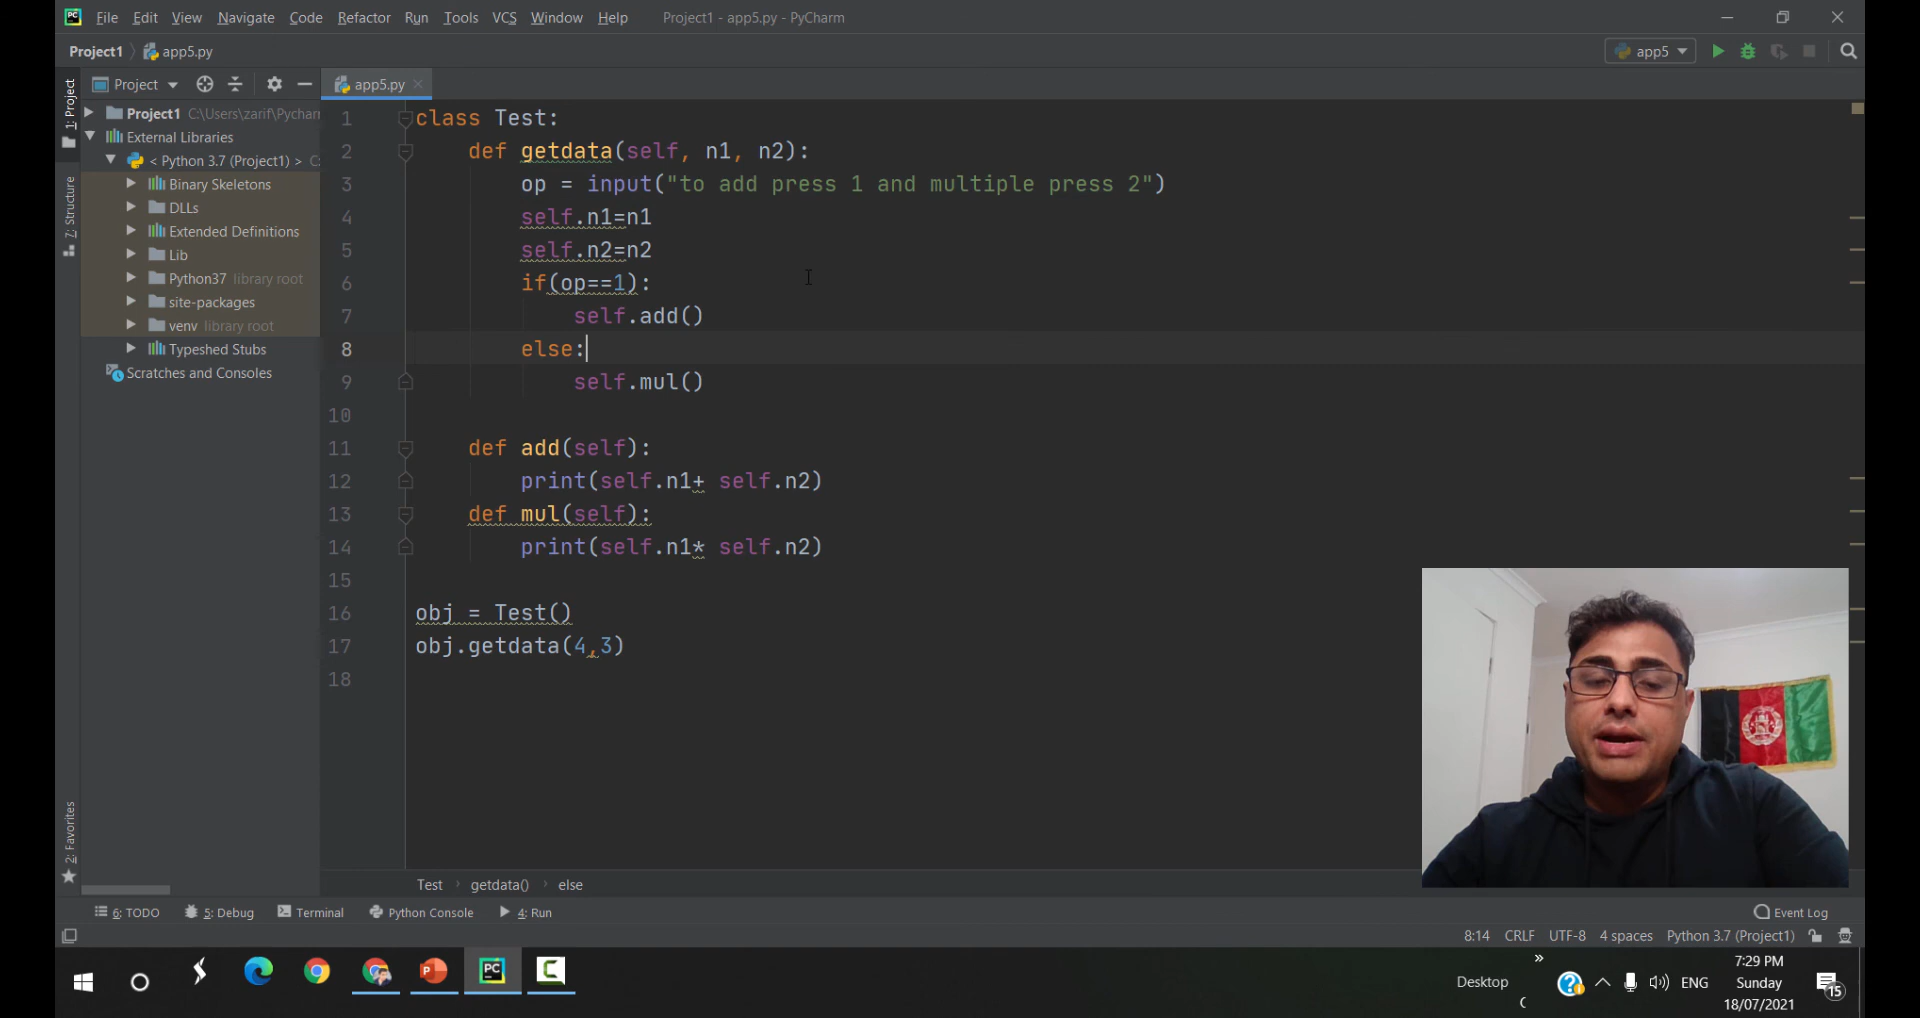 File Edit View Navigate Code Refactor Run Tools VCS Window Help Project1 - app5.py - PyCharm
Project1 app5.py app5
1: Project
7: Structure
2: Favorites
Project
Project1 C:\Users\zarif\Pychar
External Libraries
< Python 3.7 (Project1) > C:
Binary Skeletons
DLLs
Extended Definitions
Lib
Python37 library root
site-packages
venv library root
Typeshed Stubs
Scratches and Consoles
app5.py
1 class Test:
2 def getdata(self, n1, n2):
3 op = input("to add press 1 and multiple press 2")
4 self.n1=n1
5 self.n2=n2
6 if(op==1):
7 self.add()
8 else:
9 self.mul()
10
11 def add(self):
12 print(self.n1+ self.n2)
13 def mul(self):
14 print(self.n1* self.n2)
15
16 obj = Test()
17 obj.getdata(4,3)
18
Test getdata() else
6: TODO 5: Debug Terminal Python Console 4: Run Event Log
8:14 CRLF UTF-8 4 spaces Python 3.7 (Project1)
Desktop » ENG
7:29 PM
Sunday
18/07/2021
15